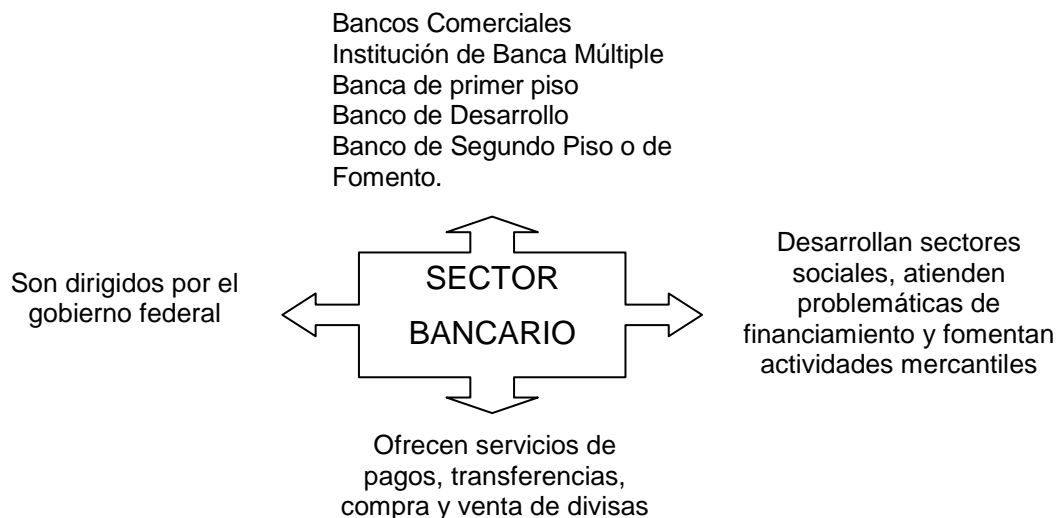 Bancos Comerciales
Institución de Banca Múltiple
Banca de primer piso
Banco de Desarrollo
Banco de Segundo Piso o de
Fomento.
Son dirigidos por el
gobierno federal
SECTOR
BANCARIO
Desarrollan sectores
sociales, atienden
problemáticas de
financiamiento y fomentan
actividades mercantiles
Ofrecen servicios de
pagos, transferencias,
compra y venta de divisas